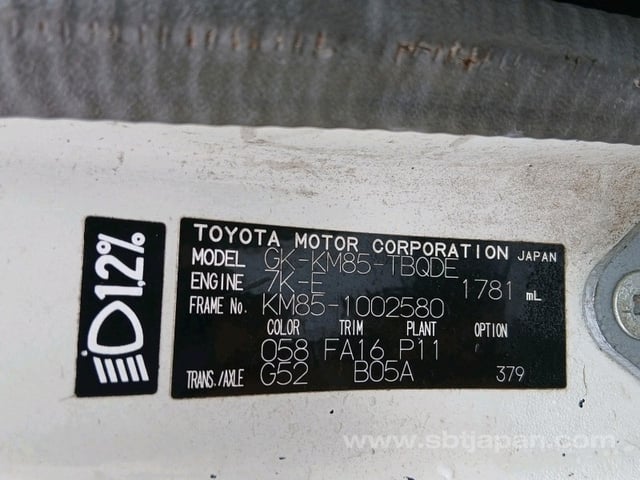 1.2%
TOYOTA MOTOR CORPORATION JAPAN
MODEL GK-KM85-TBQDE
ENGINE 7K-E 1781 mL
FRAME No. KM85-1002580
COLOR TRIM PLANT OPTION
058 FA16 P11
TRANS./AXLE G52 B05A 379
www.sbtjapan.com